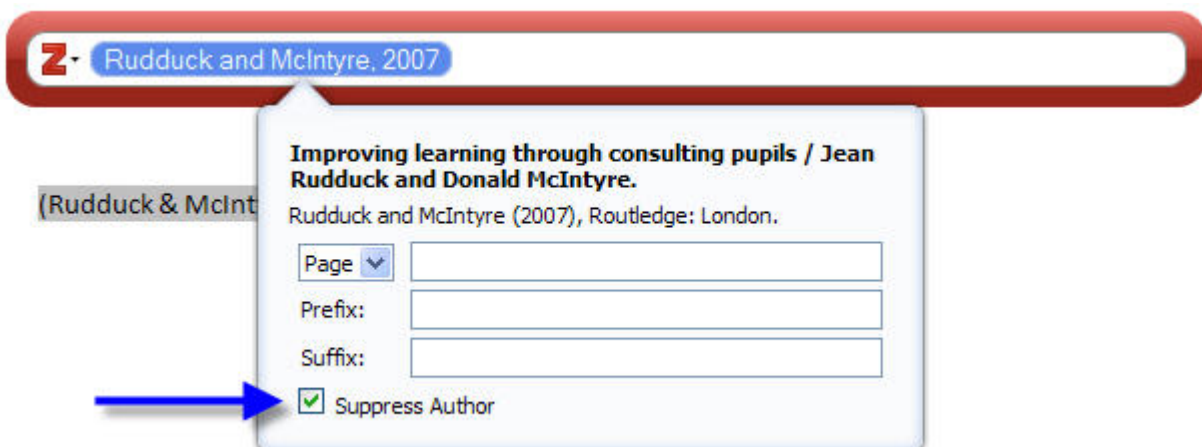 Z Rudduck and McIntyre, 2007
Improving learning through consulting pupils / Jean
Rudduck and Donald McIntyre.
(Rudduck & McInt
Rudduck and McIntyre (2007), Routledge: London.
Page
Prefix:
Suffix:
Suppress Author